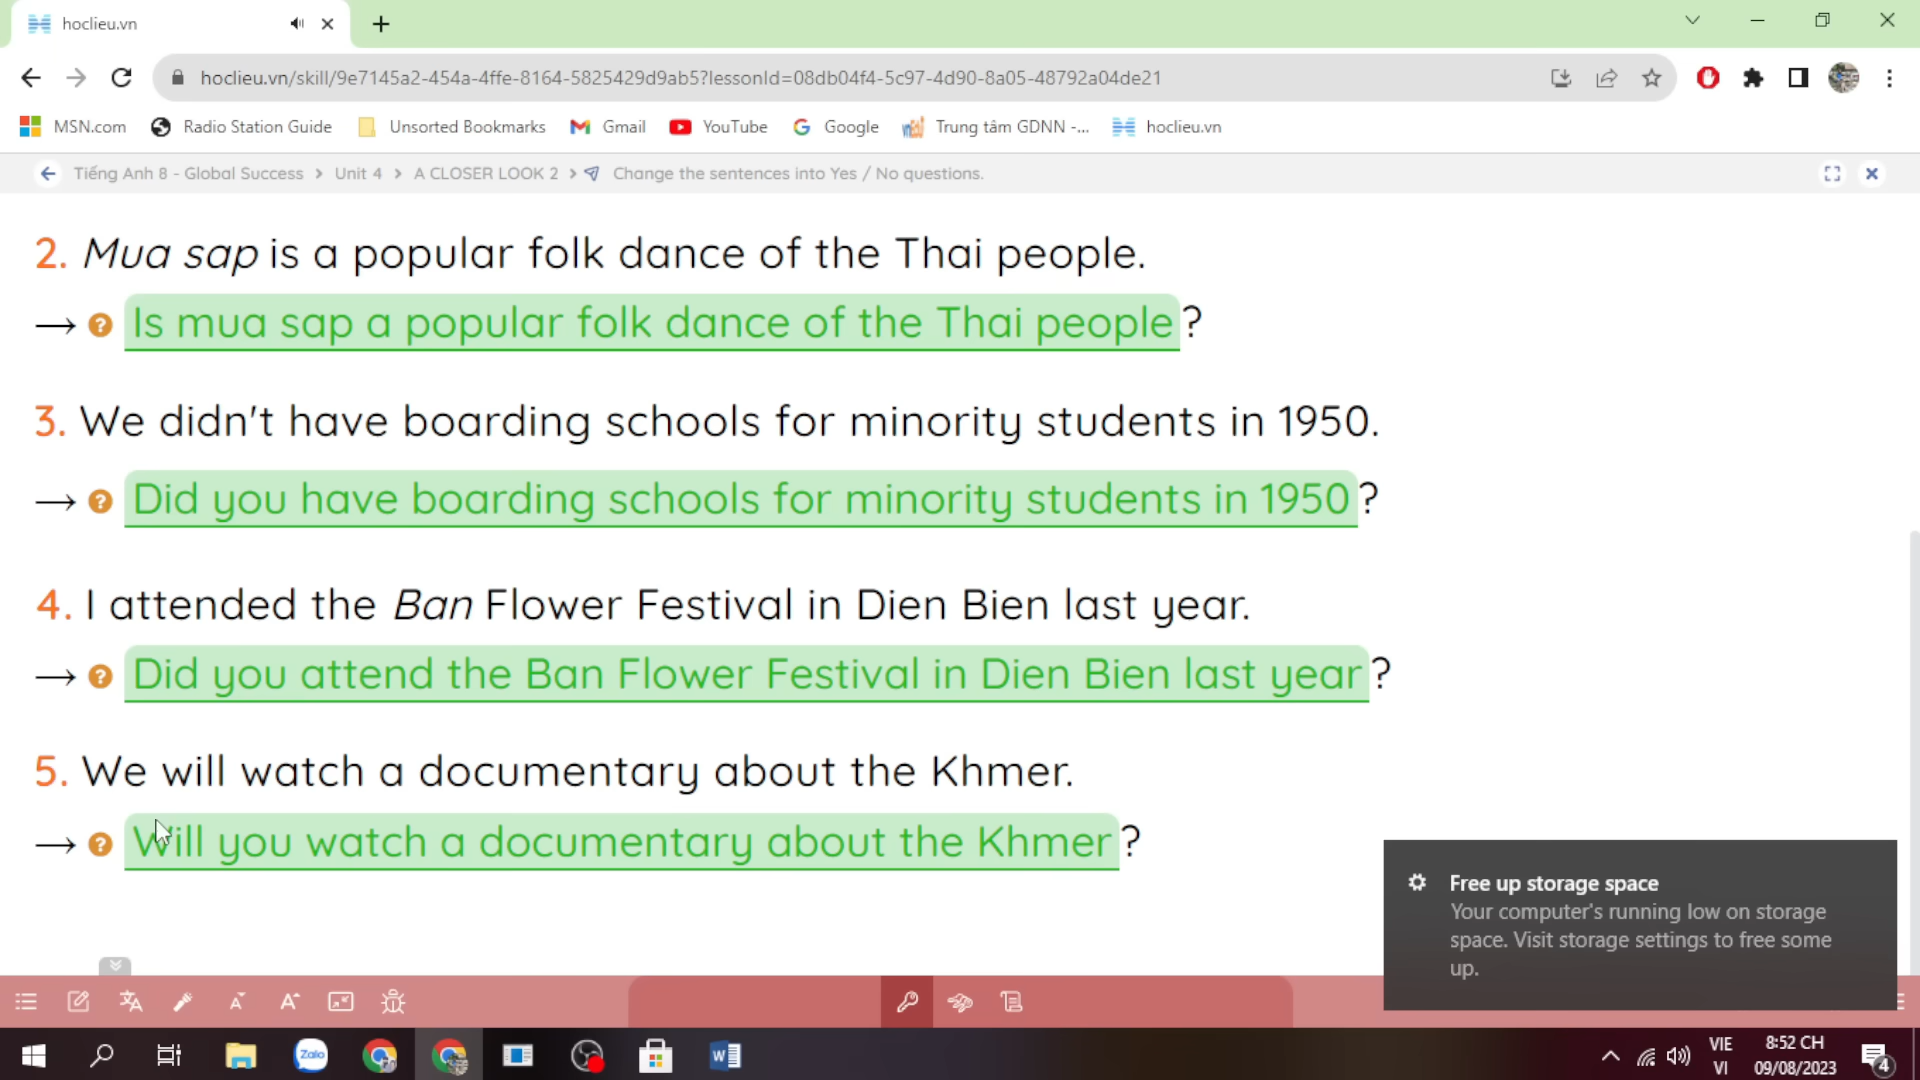 hoclieu.vn
hoclieu.vn/skill/9e7145a2-454a-4ffe-8164-5825429d9ab5?lessonId=08db04f4-5c97-4d90-8a05-48792a04de21
MSN.com Radio Station Guide Unsorted Bookmarks Gmail YouTube Google Trung tâm GDNN -... hoclieu.vn
Tiếng Anh 8 - Global Success > Unit 4 > A CLOSER LOOK 2 > Change the sentences into Yes / No questions.
2. Mua sap is a popular folk dance of the Thai people.
→ ? Is mua sap a popular folk dance of the Thai people?
3. We didn't have boarding schools for minority students in 1950.
→ ? Did you have boarding schools for minority students in 1950?
4. I attended the Ban Flower Festival in Dien Bien last year.
→ ? Did you attend the Ban Flower Festival in Dien Bien last year?
5. We will watch a documentary about the Khmer.
→ ? Will you watch a documentary about the Khmer?
Free up storage space
Your computer's running low on storage
space. Visit storage settings to free some
up.
A A
Zalo
W
VIE
VI
8:52 CH
09/08/2023
4